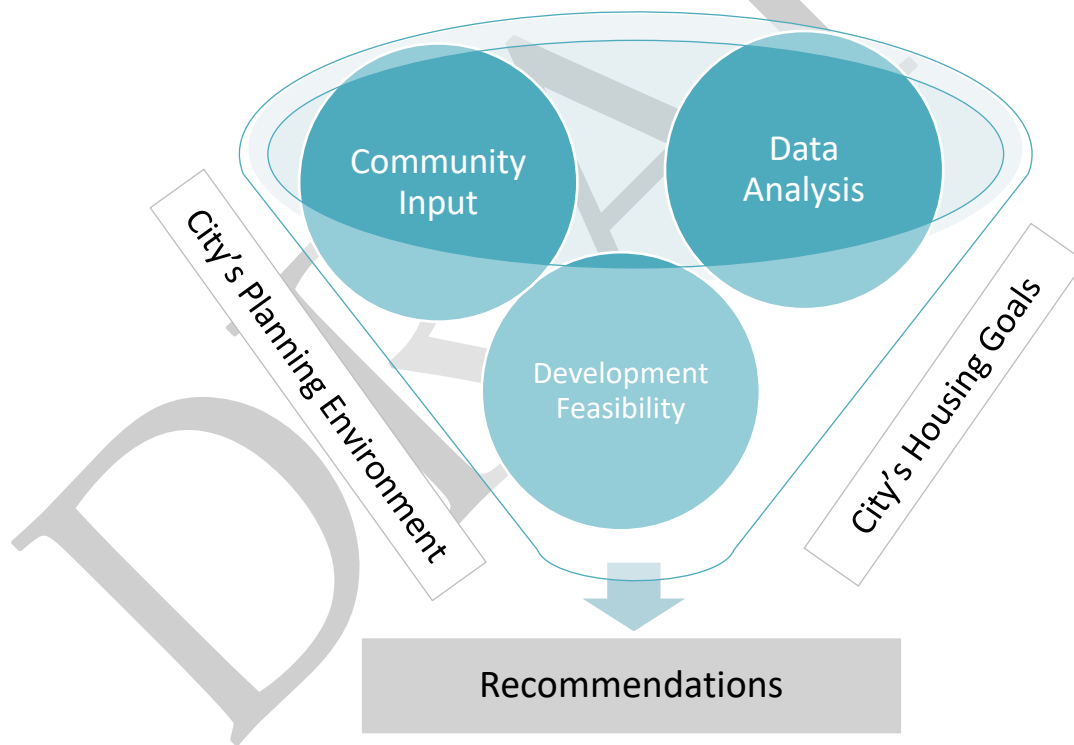 Community
Input
Data
Analysis
City's Planning Environment
Development
Feasibility
City's Housing Goals
Recommendations